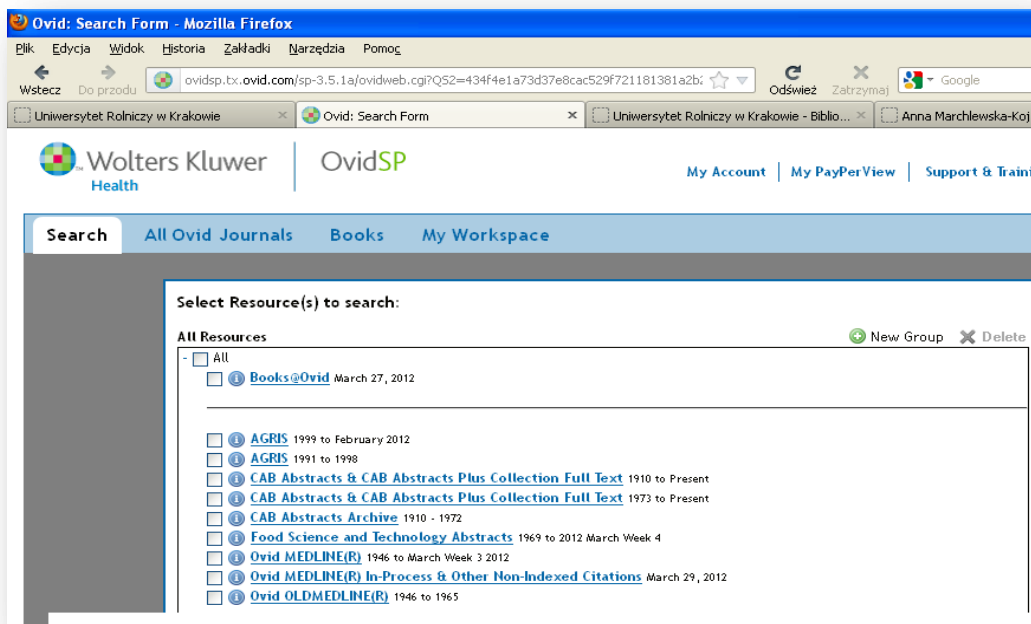 Ovid: Search Form - Mozilla Firefox
Plik Edycja Widok Historia Zakładki Narzędzia Pomoc
Wstecz Do przodu ovidsp.tx.ovid.com/sp-3.5.1a/ovidweb.cgi?QS2=434f4e1a73d37e8cac529f721181381a2b Odśwież Zatrzymaj Google
Uniwersytet Rolniczy w Krakowie Ovid: Search Form Uniwersytet Rolniczy w Krakowie - Biblio... Anna Marchlewska-Koj
Wolters Kluwer OvidSP
Health
My Account My PayPerView Support & Traini
Search All Ovid Journals Books My Workspace
Select Resource(s) to search:
All Resources New Group Delete
- All
Books@Ovid March 27, 2012
AGRIS 1999 to February 2012
AGRIS 1991 to 1998
CAB Abstracts & CAB Abstracts Plus Collection Full Text 1910 to Present
CAB Abstracts & CAB Abstracts Plus Collection Full Text 1973 to Present
CAB Abstracts Archive 1910 - 1972
Food Science and Technology Abstracts 1969 to 2012 March Week 4
Ovid MEDLINE(R) 1946 to March Week 3 2012
Ovid MEDLINE(R) In-Process & Other Non-Indexed Citations March 29, 2012
Ovid OLDMEDLINE(R) 1946 to 1965